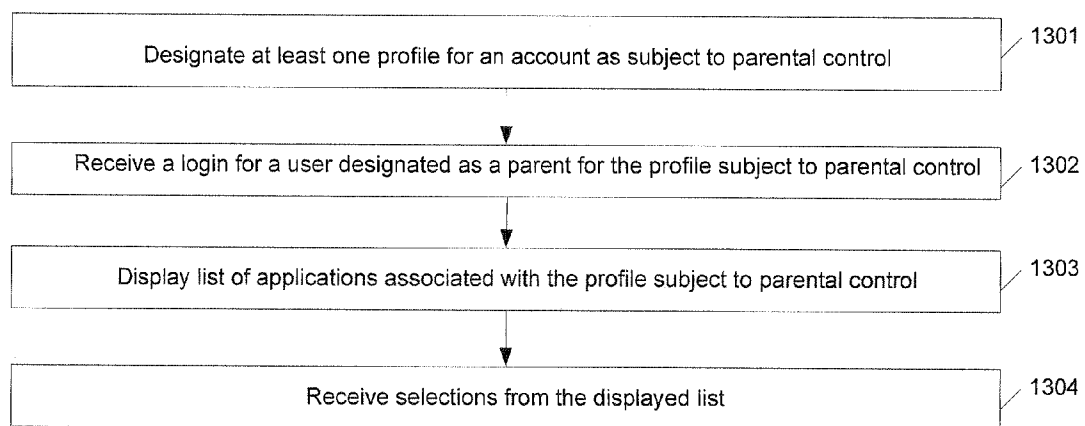 Designate at least one profile for an account as subject to parental control
1301
Receive a login for a user designated as a parent for the profile subject to parental control
1302
Display list of applications associated with the profile subject to parental control
1303
Receive selections from the displayed list
1304